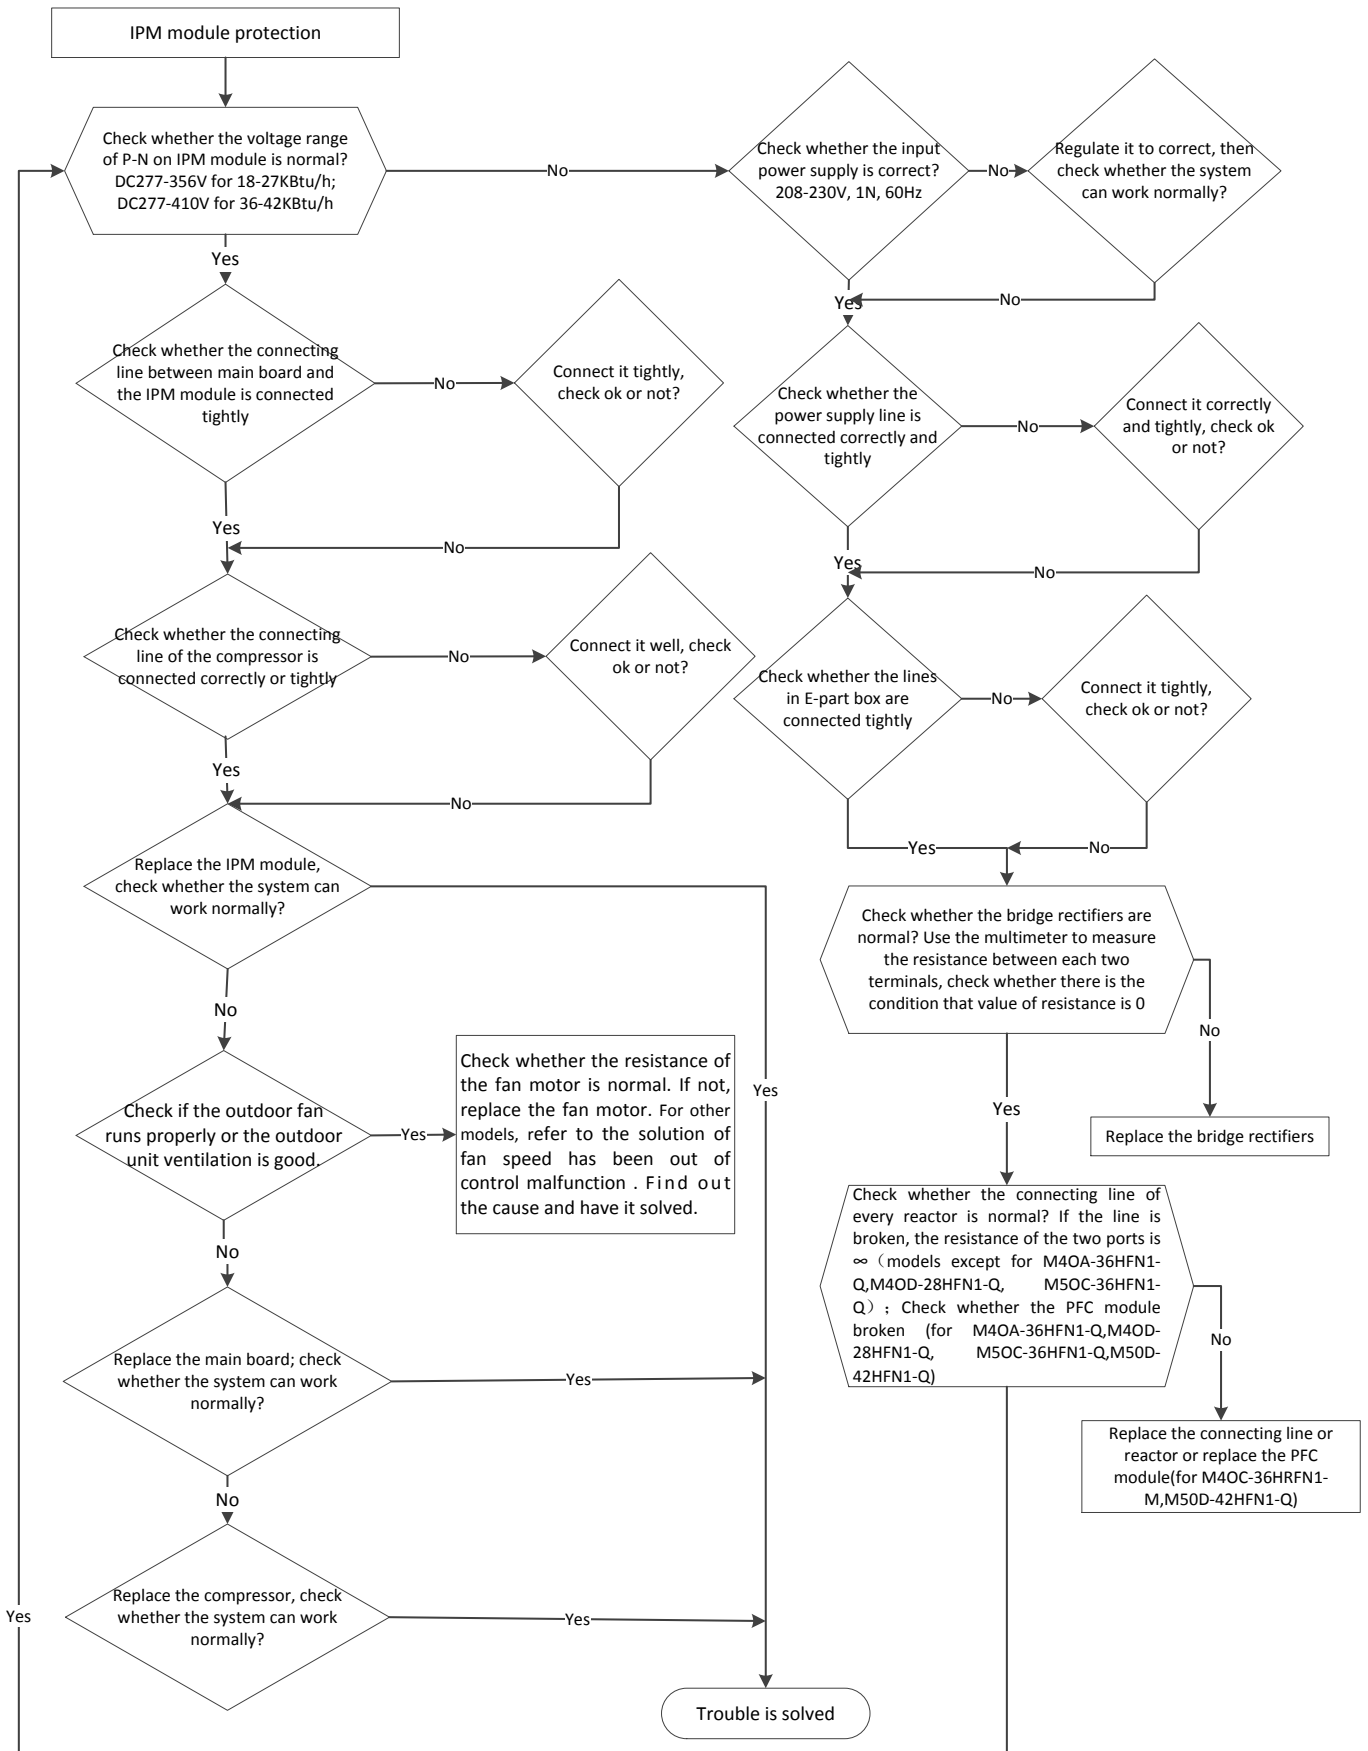 IPM module protection
Check whether the voltage range
of P-N on IPM module is normal?
DC277-356V for 18-27KBtu/h;
DC277-410V for 36-42KBtu/h
No
Check whether the input
power supply is correct?
208-230V, 1N, 60Hz
No
Regulate it to correct, then
check whether the system
can work normally?
Yes
Yes
No
Check whether the connecting
line between main board and
the IPM module is connected
tightly
No
Connect it tightly,
check ok or not?
Check whether the
power supply line is
connected correctly and
tightly
No
Connect it correctly
and tightly, check ok
or not?
Yes
No
Yes
No
Check whether the connecting
line of the compressor is
connected correctly or tightly
No
Connect it well, check
ok or not?
Check whether the lines
in E-part box are
connected tightly
No
Connect it tightly,
check ok or not?
Yes
No
Yes
No
Replace the IPM module,
check whether the system can
work normally?
Check whether the bridge rectifiers are
normal? Use the multimeter to measure
the resistance between each two
terminals, check whether there is the
condition that value of resistance is 0
No
No
Yes
Yes
Check if the outdoor fan
runs properly or the outdoor
unit ventilation is good.
Yes
Check whether the resistance of
the fan motor is normal. If not,
replace the fan motor. For other
models, refer to the solution of
fan speed has been out of
control malfunction . Find out
the cause and have it solved.
Replace the bridge rectifiers
No
Check whether the connecting line of
every reactor is normal? If the line is
broken, the resistance of the two ports is
∞（models except for M4OA-36HFN1-
Q,M4OD-28HFN1-Q, M5OC-36HFN1-
Q）；Check whether the PFC module
broken (for M4OA-36HFN1-Q,M4OD-
28HFN1-Q, M5OC-36HFN1-Q,M50D-
42HFN1-Q)
No
Replace the main board; check
whether the system can work
normally?
Yes
Replace the connecting line or
reactor or replace the PFC
module(for M4OC-36HRFN1-
M,M50D-42HFN1-Q)
No
Replace the compressor, check
whether the system can work
normally?
Yes
Yes
Trouble is solved